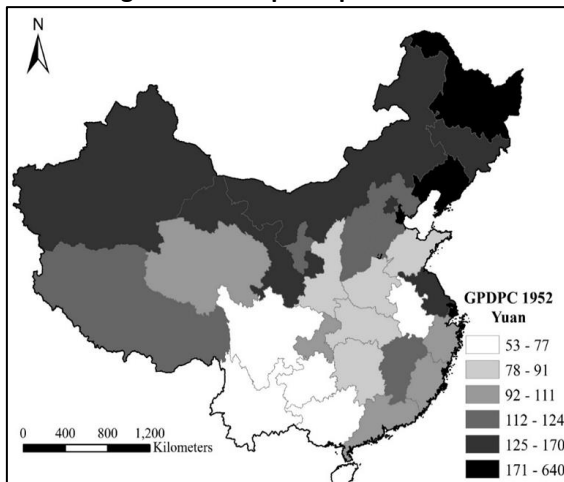 N
GPDPC 1952
Yuan
53 - 77
78 - 91
92 - 111
112 - 124
125 - 170
171 - 640
0 400 800 1,200
Kilometers